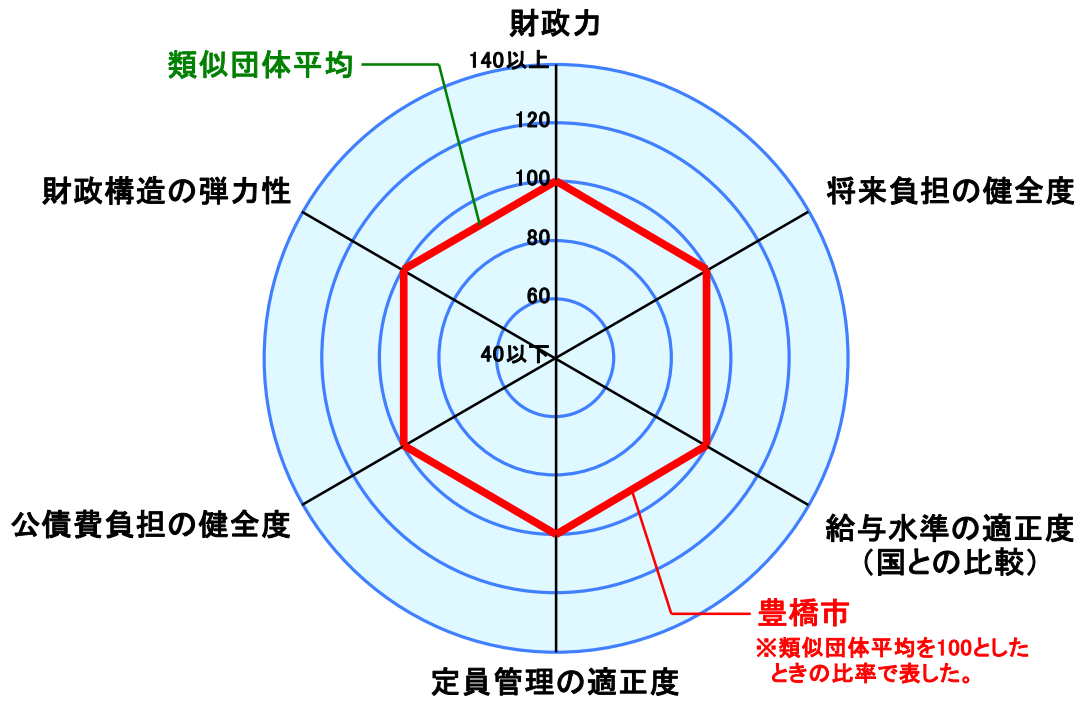 財政力
類似団体平均
140以上
120
100
80
60
40以下
財政構造の弾力性
将来負担の健全度
公債費負担の健全度
給与水準の適正度
（国との比較）
定員管理の適正度
豊橋市
※類似団体平均を100とした
ときの比率で表した。